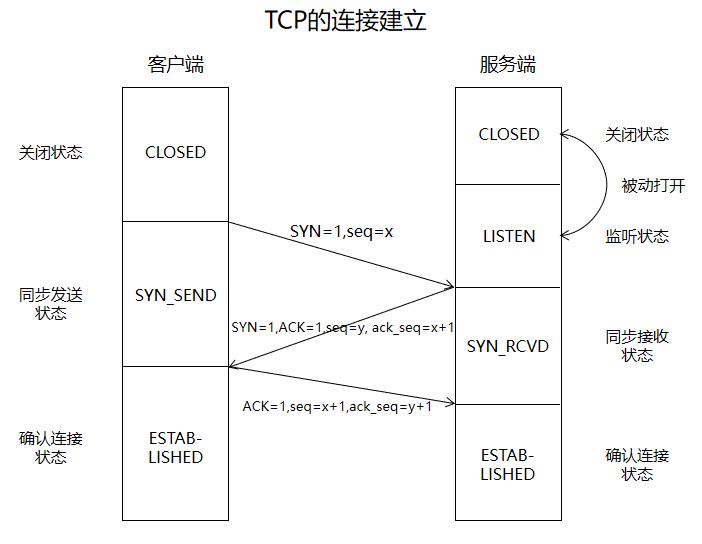 TCP的连接建立
客户端
服务端
关闭状态
CLOSED
CLOSED
关闭状态
被动打开
SYN=1,seq=x
LISTEN
监听状态
同步发送
状态
SYN_SEND
SYN=1,ACK=1,seq=y, ack_seq=x+1
SYN_RCVD
同步接收
状态
ACK=1,seq=x+1,ack_seq=y+1
确认连接
状态
ESTAB-
LISHED
ESTAB-
LISHED
确认连接
状态